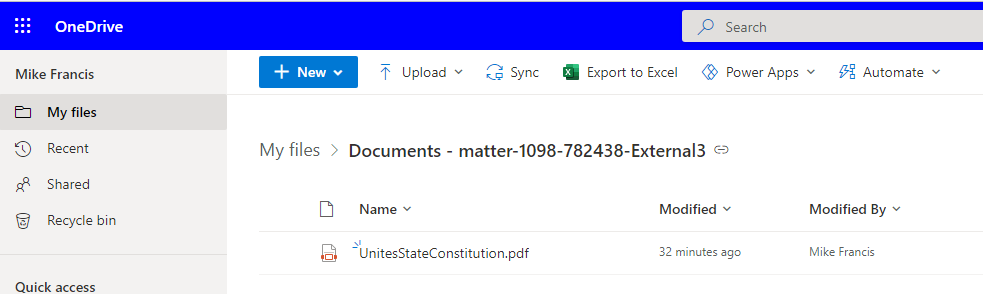 OneDrive
Search
Mike Francis
My files
Recent
Shared
Recycle bin
Quick access
New
Upload
Sync
Export to Excel
Power Apps
Automate
My files > Documents - matter-1098-782438-External3
Name Modified Modified By
UnitesStateConstitution.pdf 32 minutes ago Mike Francis